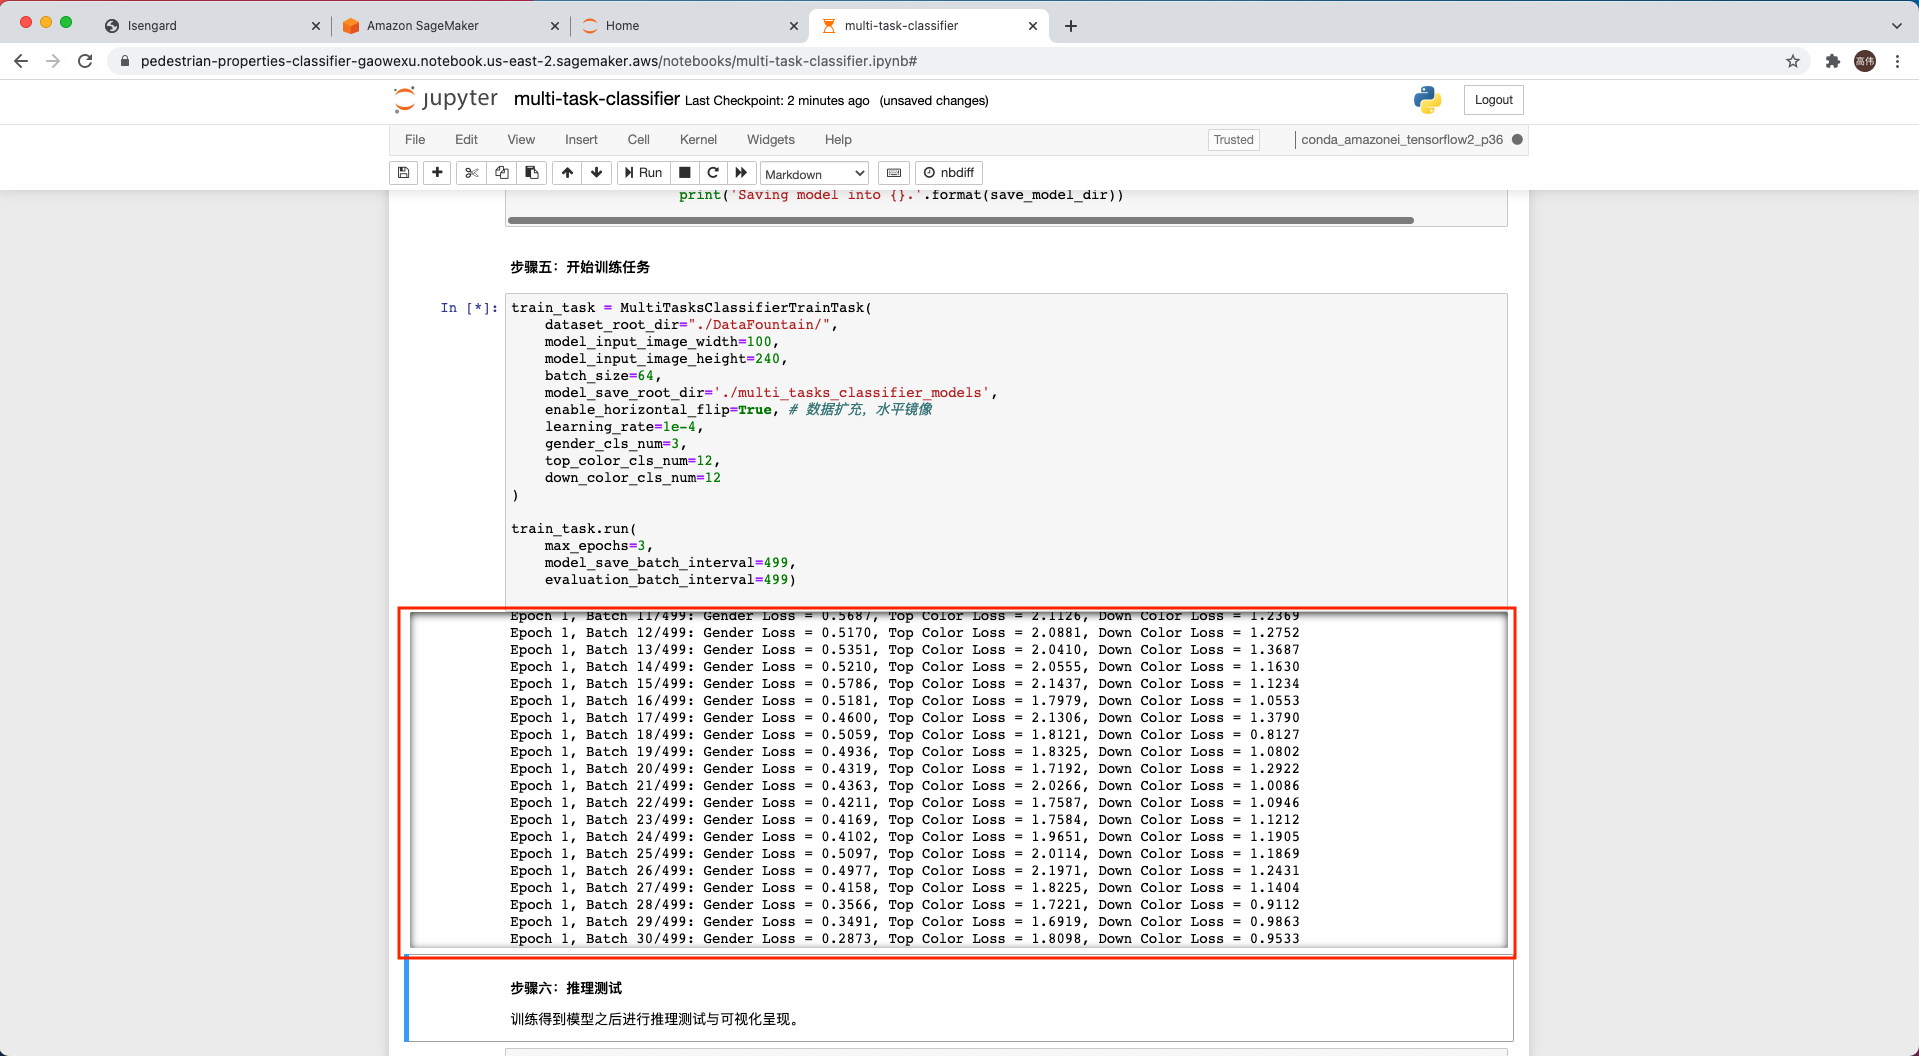 Isengard
Amazon SageMaker
Home
multi-task-classifier
pedestrian-properties-classifier-gaowexu.notebook.us-east-2.sagemaker.aws/notebooks/multi-task-classifier.ipynb#
高伟
jupyter multi-task-classifier Last Checkpoint: 2 minutes ago (unsaved changes)
Logout
File Edit View Insert Cell Kernel Widgets Help
Trusted
conda_amazonei_tensorflow2_p36
Run
Markdown
nbdiff
print('Saving model into {}.'.format(save_model_dir))
步骤五：开始训练任务
In [*]:
train_task = MultiTasksClassifierTrainTask(
dataset_root_dir="./DataFountain/",
model_input_image_width=100,
model_input_image_height=240,
batch_size=64,
model_save_root_dir='./multi_tasks_classifier_models',
enable_horizontal_flip=True, # 数据扩充，水平镜像
learning_rate=1e-4,
gender_cls_num=3,
top_color_cls_num=12,
down_color_cls_num=12
)
train_task.run(
max_epochs=3,
model_save_batch_interval=499,
evaluation_batch_interval=499)
Epoch 1, Batch 11/499: Gender Loss = 0.5687, Top Color Loss = 2.1126, Down Color Loss = 1.2369
Epoch 1, Batch 12/499: Gender Loss = 0.5170, Top Color Loss = 2.0881, Down Color Loss = 1.2752
Epoch 1, Batch 13/499: Gender Loss = 0.5351, Top Color Loss = 2.0410, Down Color Loss = 1.3687
Epoch 1, Batch 14/499: Gender Loss = 0.5210, Top Color Loss = 2.0555, Down Color Loss = 1.1630
Epoch 1, Batch 15/499: Gender Loss = 0.5786, Top Color Loss = 2.1437, Down Color Loss = 1.1234
Epoch 1, Batch 16/499: Gender Loss = 0.5181, Top Color Loss = 1.7979, Down Color Loss = 1.0553
Epoch 1, Batch 17/499: Gender Loss = 0.4600, Top Color Loss = 2.1306, Down Color Loss = 1.3790
Epoch 1, Batch 18/499: Gender Loss = 0.5059, Top Color Loss = 1.8121, Down Color Loss = 0.8127
Epoch 1, Batch 19/499: Gender Loss = 0.4936, Top Color Loss = 1.8325, Down Color Loss = 1.0802
Epoch 1, Batch 20/499: Gender Loss = 0.4319, Top Color Loss = 1.7192, Down Color Loss = 1.2922
Epoch 1, Batch 21/499: Gender Loss = 0.4363, Top Color Loss = 2.0266, Down Color Loss = 1.0086
Epoch 1, Batch 22/499: Gender Loss = 0.4211, Top Color Loss = 1.7587, Down Color Loss = 1.0946
Epoch 1, Batch 23/499: Gender Loss = 0.4169, Top Color Loss = 1.7584, Down Color Loss = 1.1212
Epoch 1, Batch 24/499: Gender Loss = 0.4102, Top Color Loss = 1.9651, Down Color Loss = 1.1905
Epoch 1, Batch 25/499: Gender Loss = 0.5097, Top Color Loss = 2.0114, Down Color Loss = 1.1869
Epoch 1, Batch 26/499: Gender Loss = 0.4977, Top Color Loss = 2.1971, Down Color Loss = 1.2431
Epoch 1, Batch 27/499: Gender Loss = 0.4158, Top Color Loss = 1.8225, Down Color Loss = 1.1404
Epoch 1, Batch 28/499: Gender Loss = 0.3566, Top Color Loss = 1.7221, Down Color Loss = 0.9112
Epoch 1, Batch 29/499: Gender Loss = 0.3491, Top Color Loss = 1.6919, Down Color Loss = 0.9863
Epoch 1, Batch 30/499: Gender Loss = 0.2873, Top Color Loss = 1.8098, Down Color Loss = 0.9533
步骤六：推理测试
训练得到模型之后进行推理测试与可视化呈现。